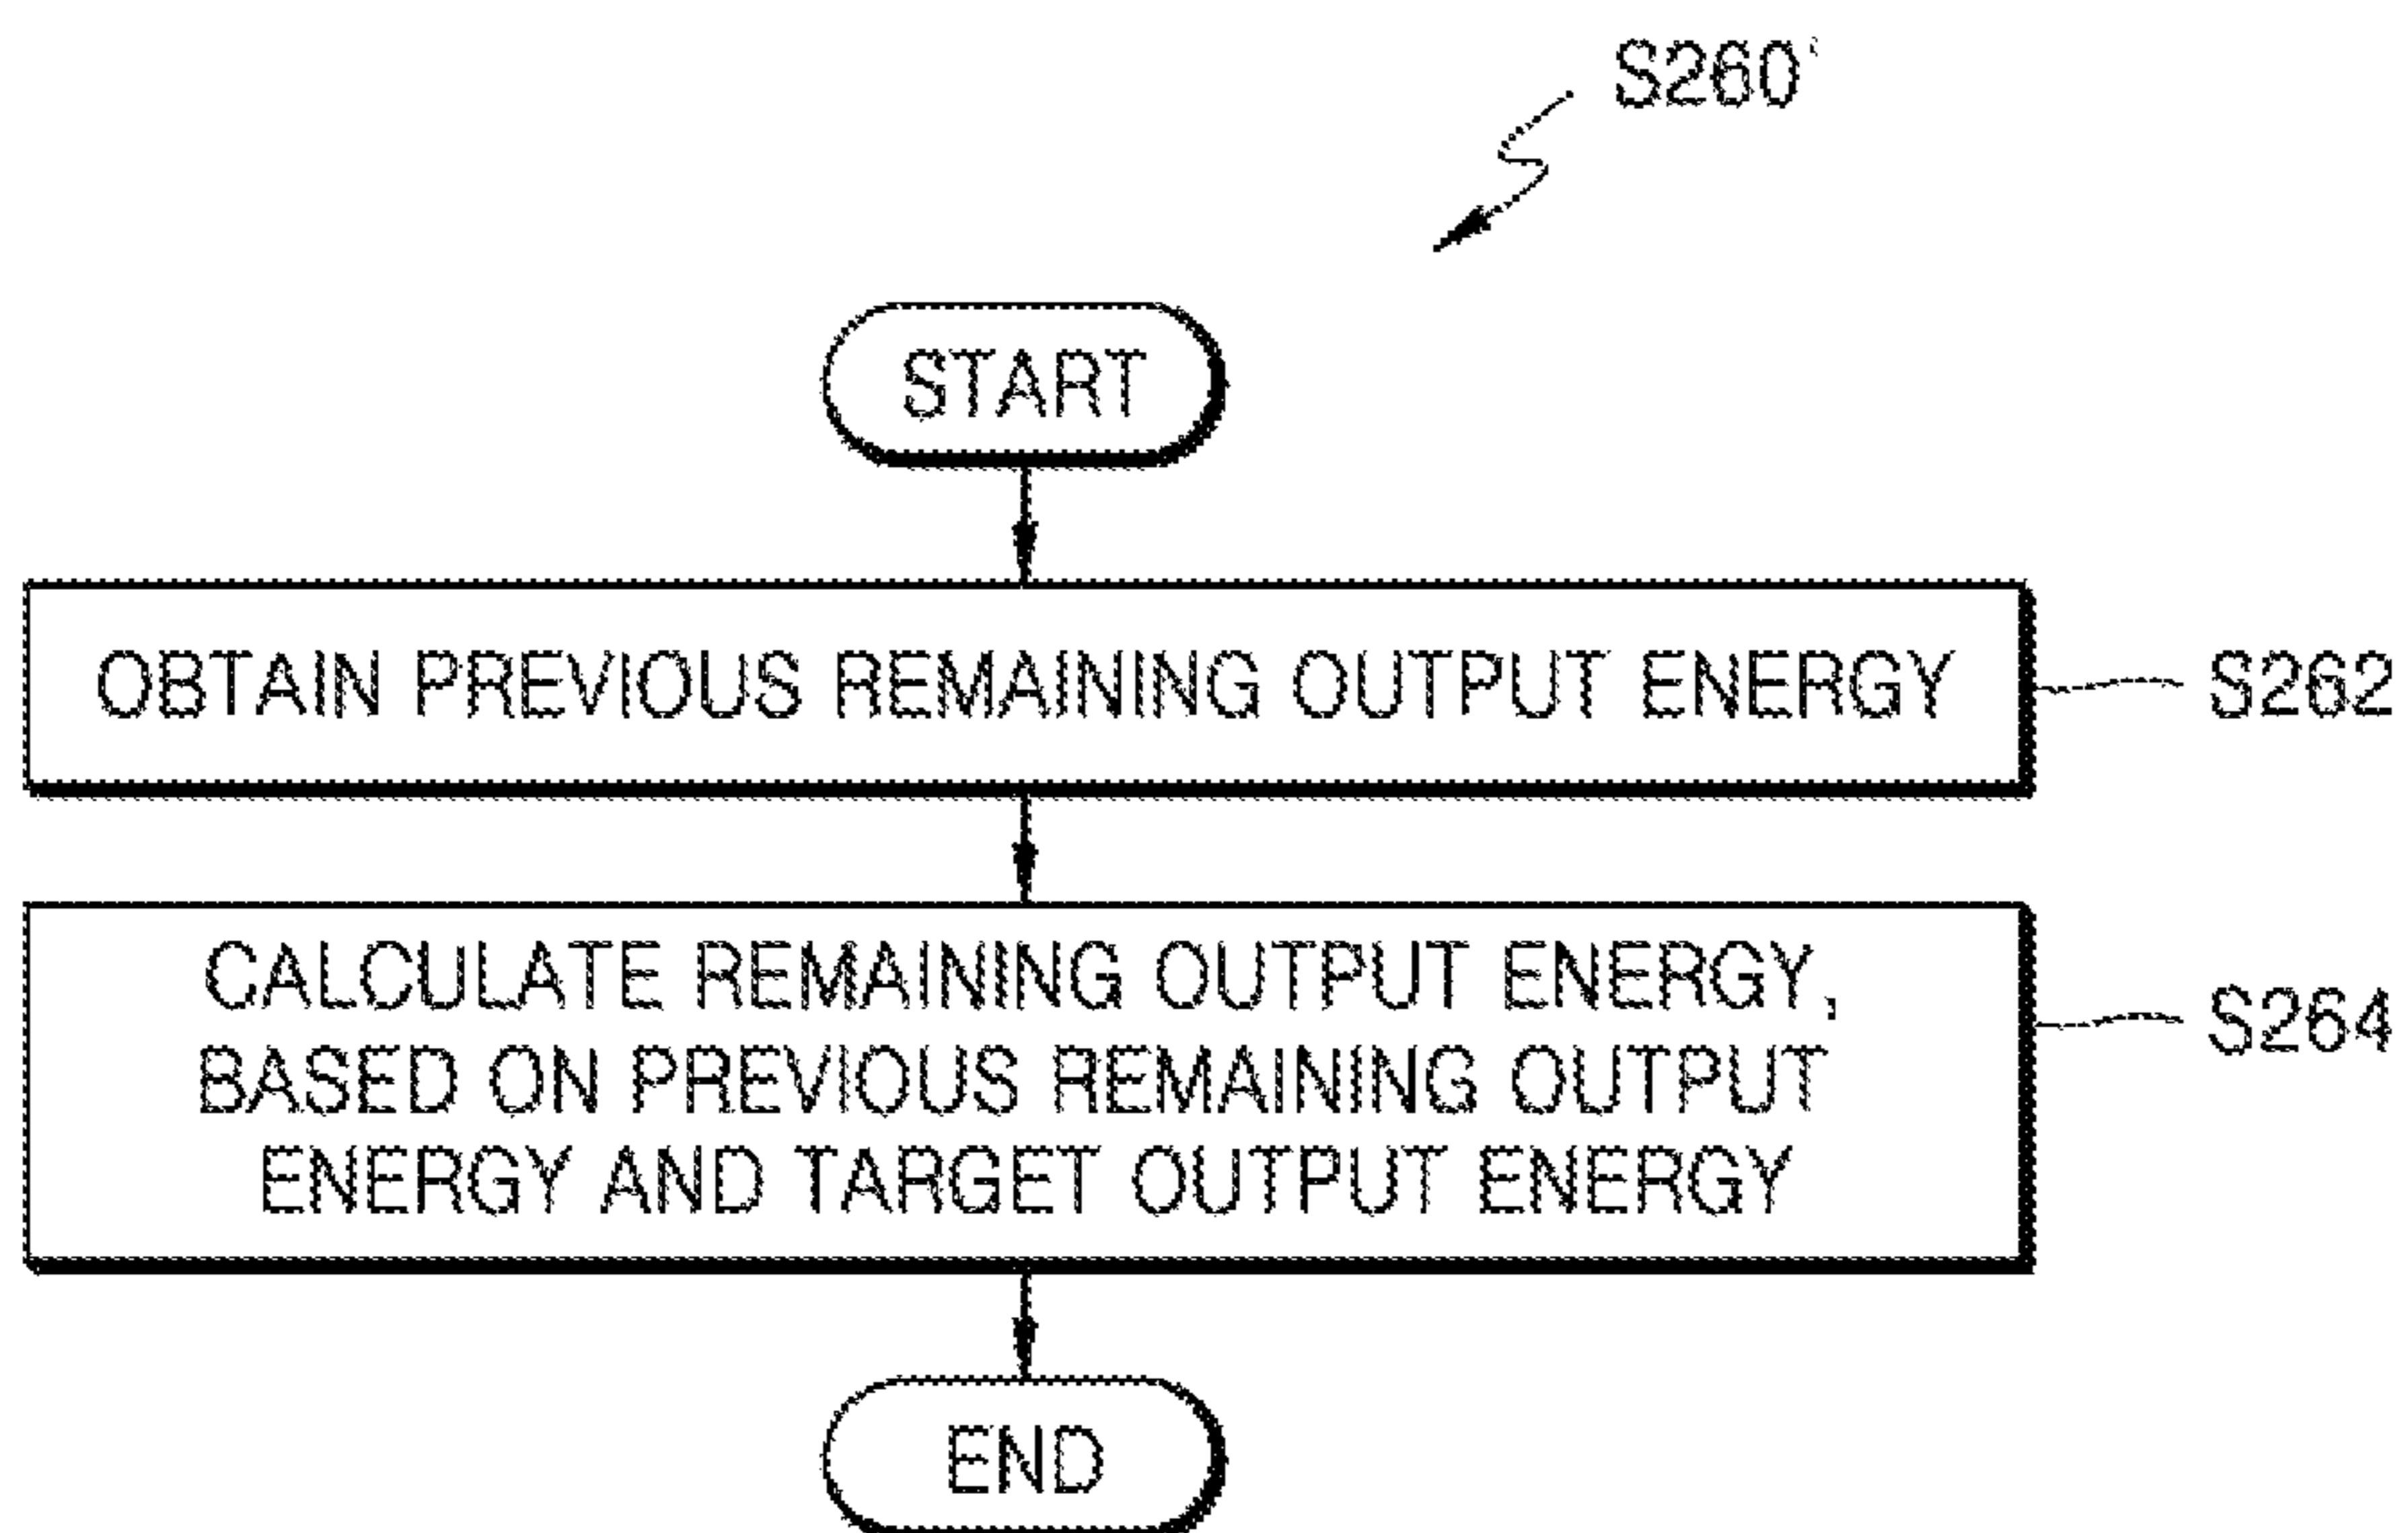 S260'
START
OBTAIN PREVIOUS REMAINING OUTPUT ENERGY
S262
CALCULATE REMAINING OUTPUT ENERGY,
BASED ON PREVIOUS REMAINING OUTPUT
ENERGY AND TARGET OUTPUT ENERGY
S264
END